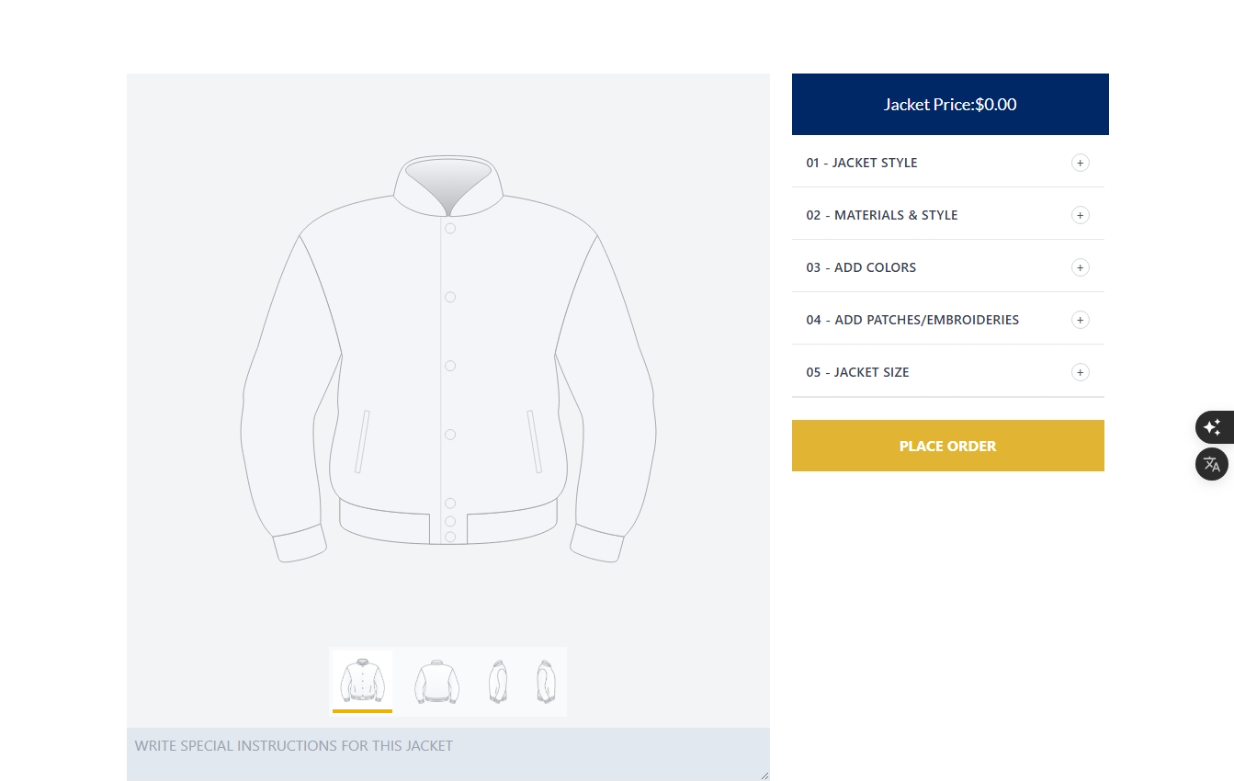 Jacket Price:$0.00
01 - JACKET STYLE
02 - MATERIALS & STYLE
03 - ADD COLORS
04 - ADD PATCHES/EMBROIDERIES
05 - JACKET SIZE
PLACE ORDER
WRITE SPECIAL INSTRUCTIONS FOR THIS JACKET